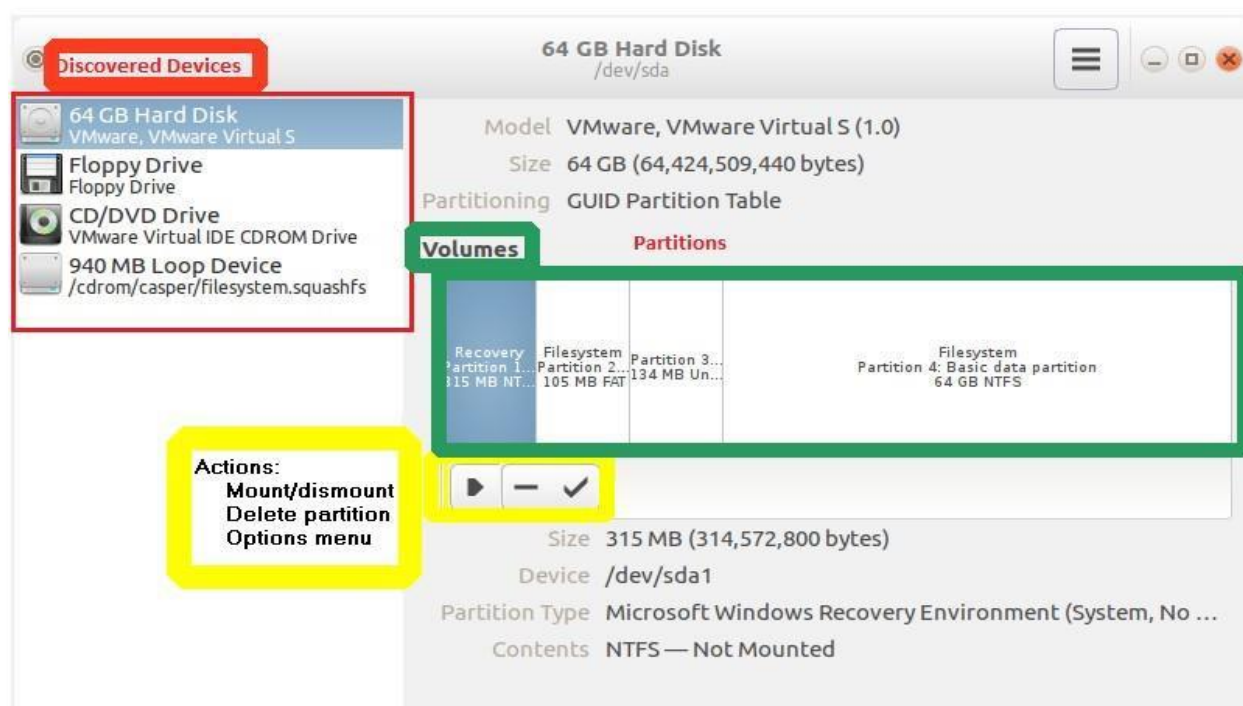 Discovered Devices
64 GB Hard Disk
/dev/sda
64 GB Hard Disk
VMware, VMware Virtual S
Floppy Drive
Floppy Drive
CD/DVD Drive
VMware Virtual IDE CDROM Drive
940 MB Loop Device
/cdrom/casper/filesystem.squashfs
Model VMware, VMware Virtual S (1.0)
Size 64 GB (64,424,509,440 bytes)
Partitioning GUID Partition Table
Volumes
Partitions
Recovery
Partition 1...
315 MB NT...
Filesystem
Partition 2...
105 MB FAT
Partition 3...
134 MB Un...
Filesystem
Partition 4: Basic data partition
64 GB NTFS
Actions:
Mount/dismount
Delete partition
Options menu
Size 315 MB (314,572,800 bytes)
Device /dev/sda1
Partition Type Microsoft Windows Recovery Environment (System, No ...
Contents NTFS — Not Mounted